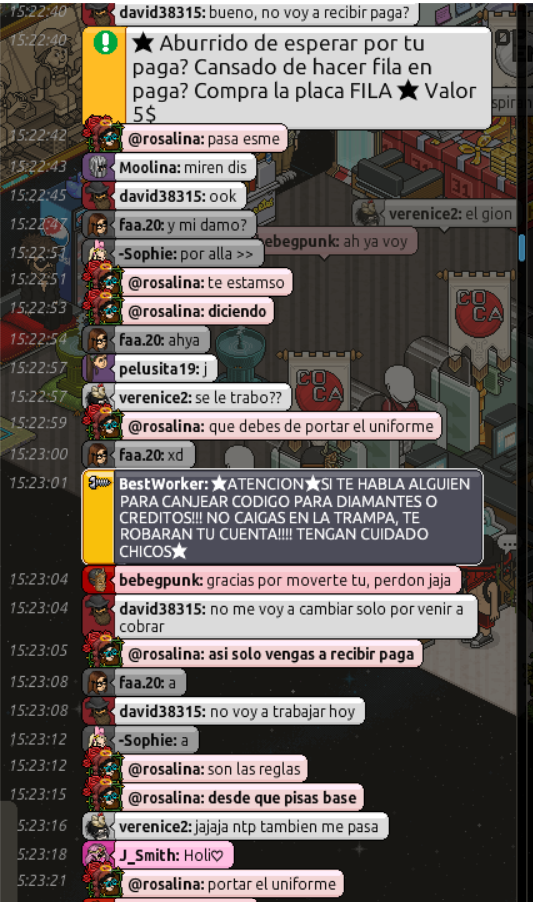 15:22:40 david38315: bueno, no voy a recibir paga?
★ Aburrido de esperar por tu
paga? Cansado de hacer fila en
paga? Compra la placa FILA ★ Valor
5$
15:22:42 @rosalina: pasa esme
15:22:43 Moolina: miren dis
15:22:45 david38315: ook
verenice2: el gion
15:22:47 faa.20: y mi damo?
ebegpunk: ah ya voy
-Sophie: por alla >>
15:22:51 @rosalina: te estamso
15:22:53 @rosalina: diciendo
15:22:54 faa.20: ahya
15:22:57 pelusita19: j
15:22:57 verenice2: se le trabo??
15:22:59 @rosalina: que debes de portar el uniforme
15:23:00 faa.20: xd
15:23:01 BestWorker: ★ATENCION★SI TE HABLA ALGUIEN
PARA CANJEAR CODIGO PARA DIAMANTES O
CREDITOS!!! NO CAIGAS EN LA TRAMPA, TE
ROBARAN TU CUENTA!!!! TENGAN CUIDADO
CHICOS★
15:23:04 bebegpunk: gracias por moverte tu, perdon jaja
15:23:04 david38315: no me voy a cambiar solo por venir a
cobrar
15:23:05 @rosalina: asi solo vengas a recibir paga
15:23:08 faa.20: a
15:23:08 david38315: no voy a trabajar hoy
15:23:12 -Sophie: a
15:23:12 @rosalina: son las reglas
15:23:15 @rosalina: desde que pisas base
5:23:16 verenice2: jajaja ntp tambien me pasa
5:23:18 J_Smith: Holi♡
5:23:21 @rosalina: portar el uniforme
CO
CA
CO
CA
31
31